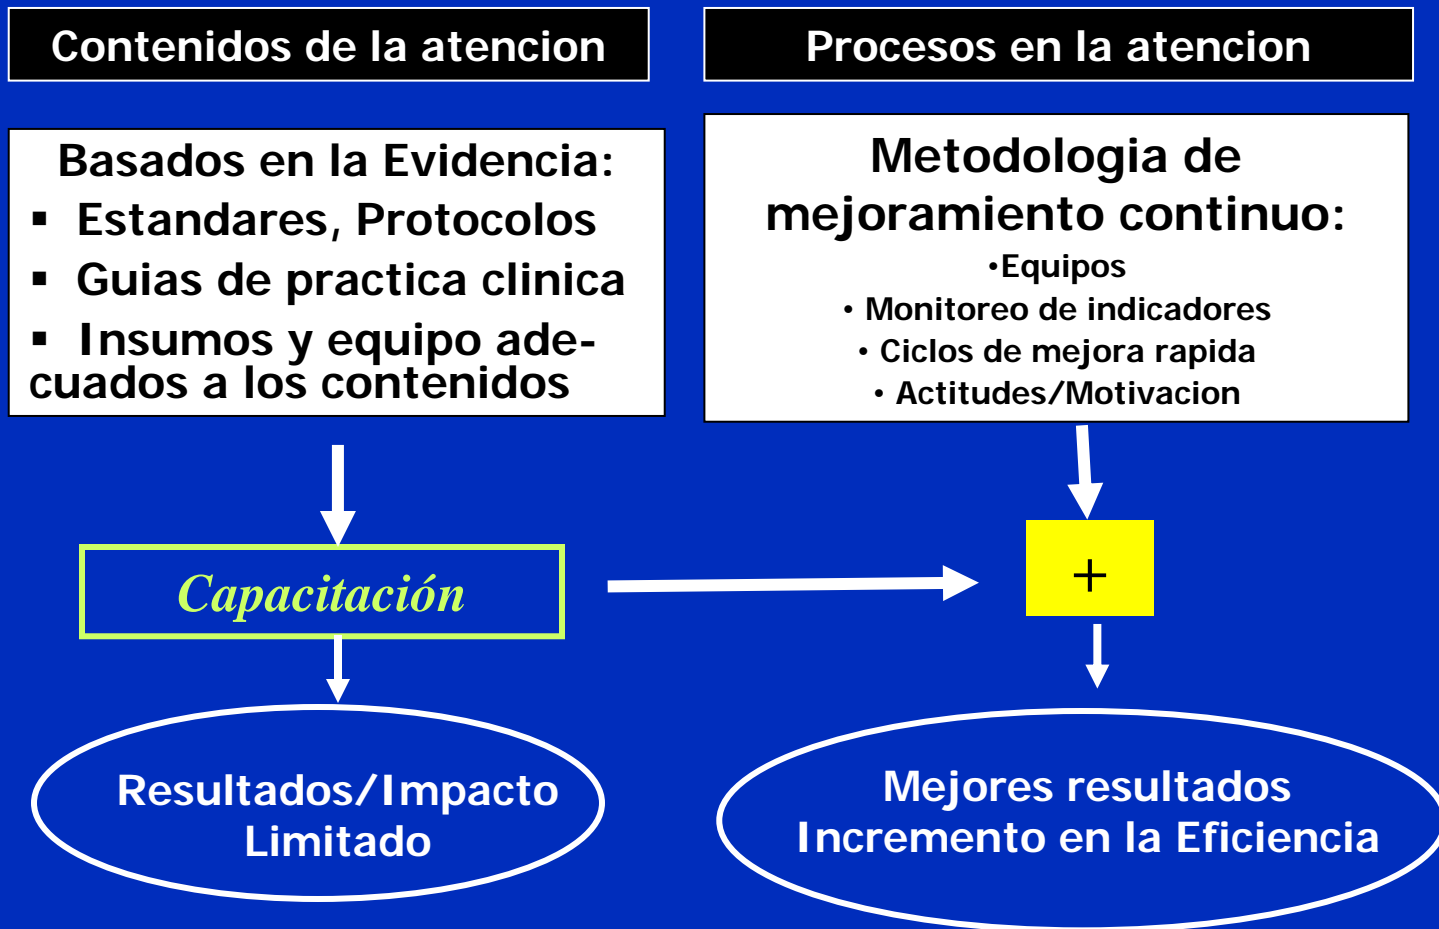 Contenidos de la atencion
Procesos en la atencion
Basados en la Evidencia:
▪ Estandares, Protocolos
▪ Guias de practica clinica
▪ Insumos y equipo ade-
cuados a los contenidos
Metodologia de
mejoramiento continuo:
•Equipos
• Monitoreo de indicadores
• Ciclos de mejora rapida
• Actitudes/Motivacion
Capacitación
+
Resultados/Impacto
Limitado
Mejores resultados
Incremento en la Eficiencia